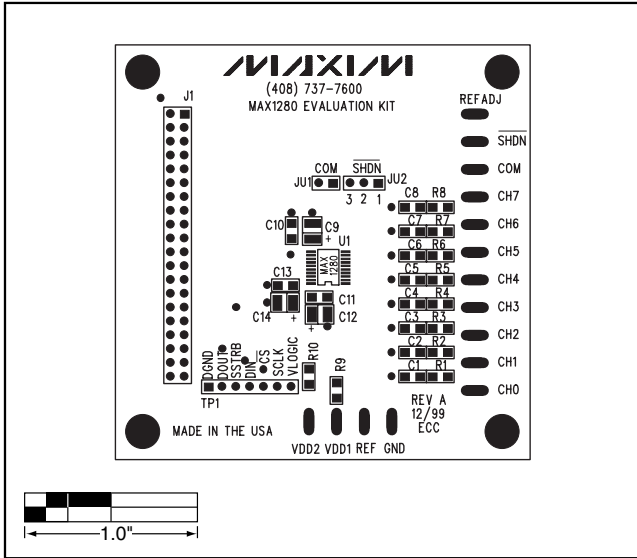 MAXIM
(408) 737-7600
MAX1280 EVALUATION KIT
J1
REFADJ
SHDN
COM
CH7
CH6
CH5
CH4
CH3
CH2
CH1
CH0
COM
SHDN
JU1
JU2
3 2 1
C8 R8
C7 R7
C6 R6
C5 R5
C4 R4
C3 R3
C2 R2
C1 R1
C10
C9
+
U1
MAX
1280
C13
C11
C14
+
C12
+
DGND
DOUT
SSTRB
DIN
CS
SCLK
VLOGIC
TP1
R10
R9
REV A
12/99
ECC
MADE IN THE USA
VDD2 VDD1 REF GND
1.0"